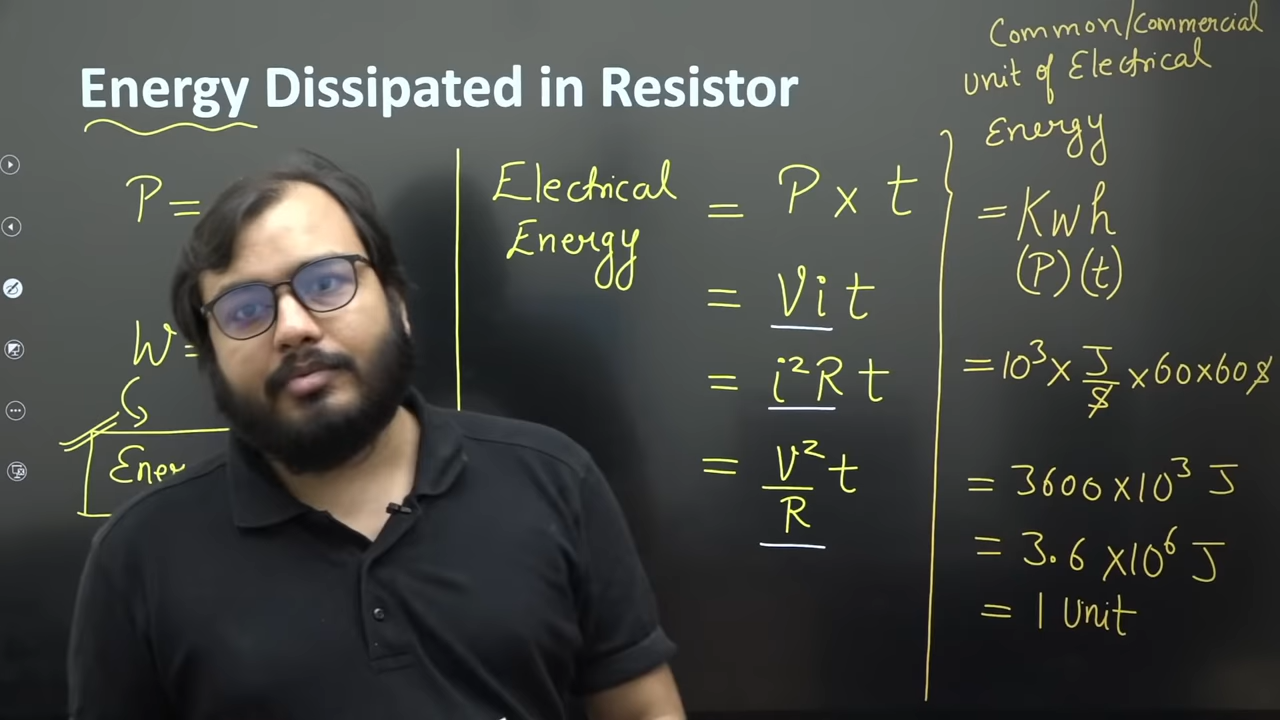 Energy Dissipated in Resistor
P =
W =
Electrical
Energy
= P x t
= Vit
= i²Rt
= V²/R t
Common/Commercial
unit of Electrical
Energy
= Kwh
(P)(t)
= 10³ x J/s x 60x60s
= 3600x10³ J
= 3.6 x10⁶ J
= 1 Unit